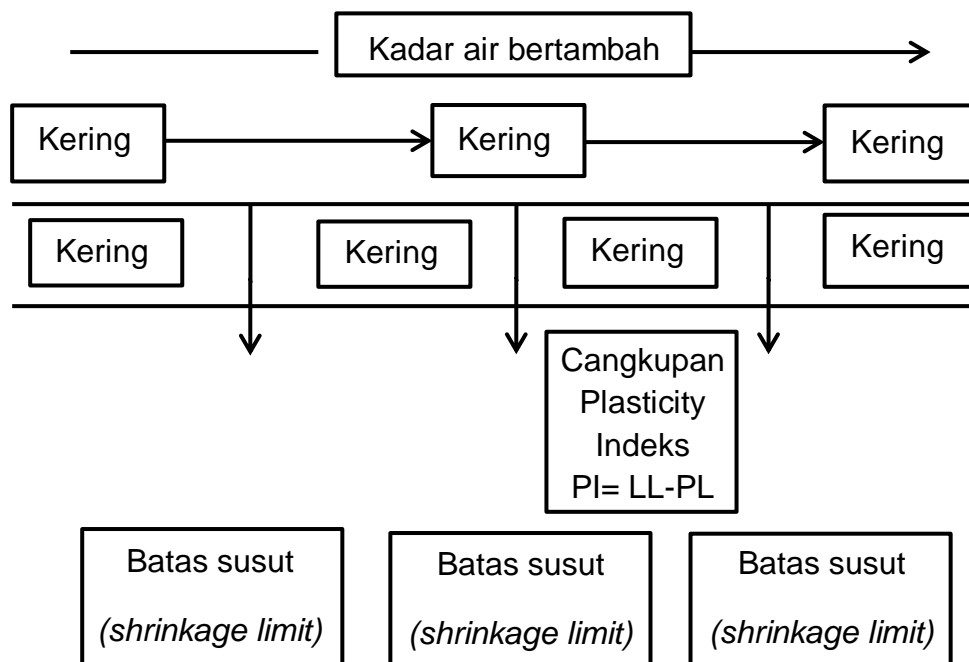 Kadar air bertambah
Kering
Kering
Kering
Kering
Kering
Kering
Kering
Cangkupan
Plasticity
Indeks
PI= LL-PL
Batas susut
(shrinkage limit)
Batas susut
(shrinkage limit)
Batas susut
(shrinkage limit)